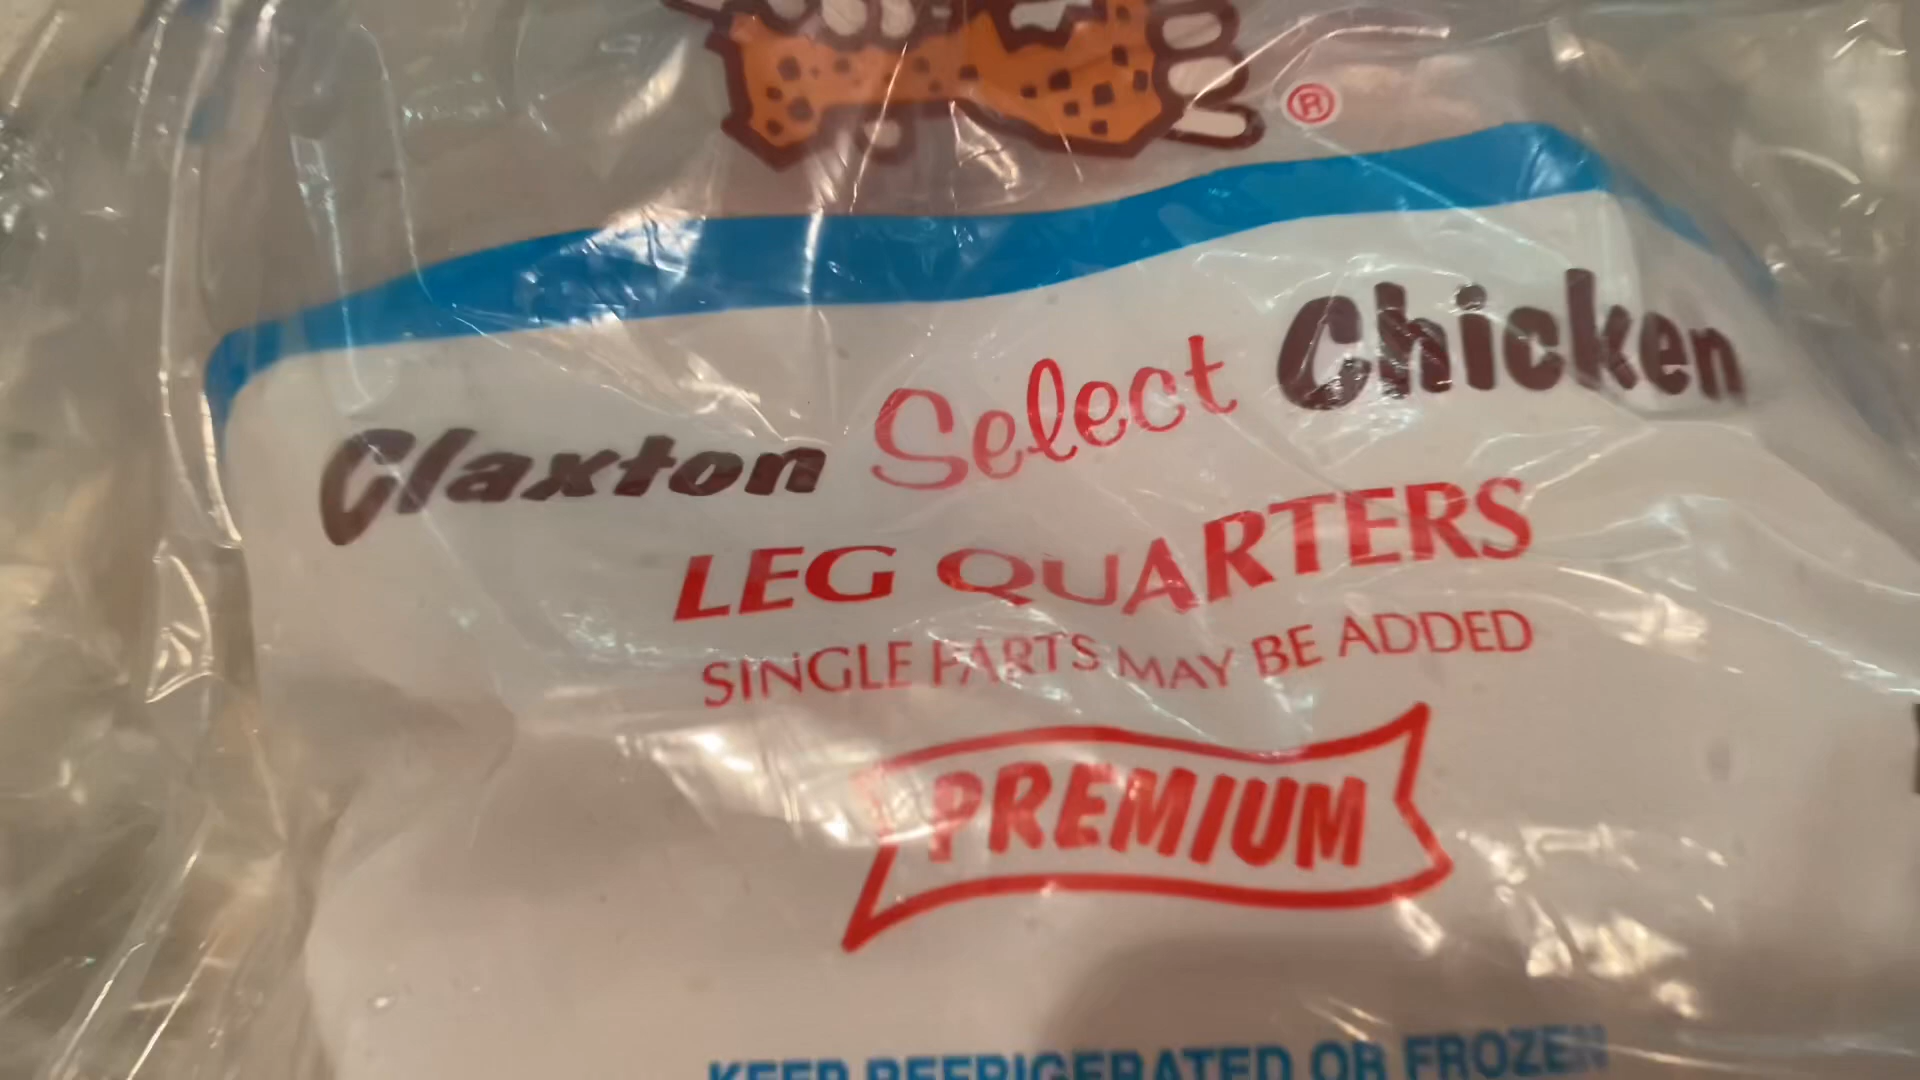 ®
Claxton Select Chicken
LEG QUARTERS
SINGLE PARTS MAY BE ADDED
PREMIUM
KEEP REFRIGERATED OR FROZEN